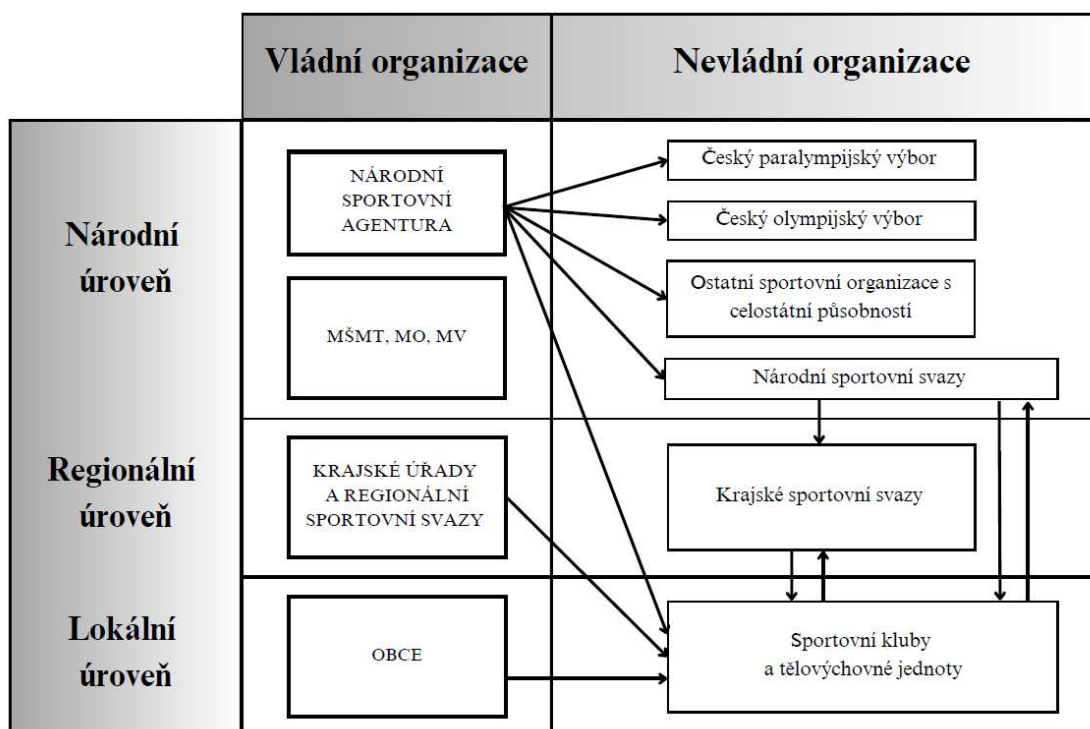 Vládní organizace
Nevládní organizace
Národní
úroveň
NÁRODNÍ
SPORTOVNÍ
AGENTURA
Český paralympijský výbor
Český olympijský výbor
Ostatní sportovní organizace s
celostátní působností
MŠMT, MO, MV
Národní sportovní svazy
Regionální
úroveň
KRAJSKÉ ÚŘADY
A REGIONÁLNÍ
SPORTOVNÍ SVAZY
Krajské sportovní svazy
Lokální
úroveň
OBCE
Sportovní kluby
a tělovýchovné jednoty